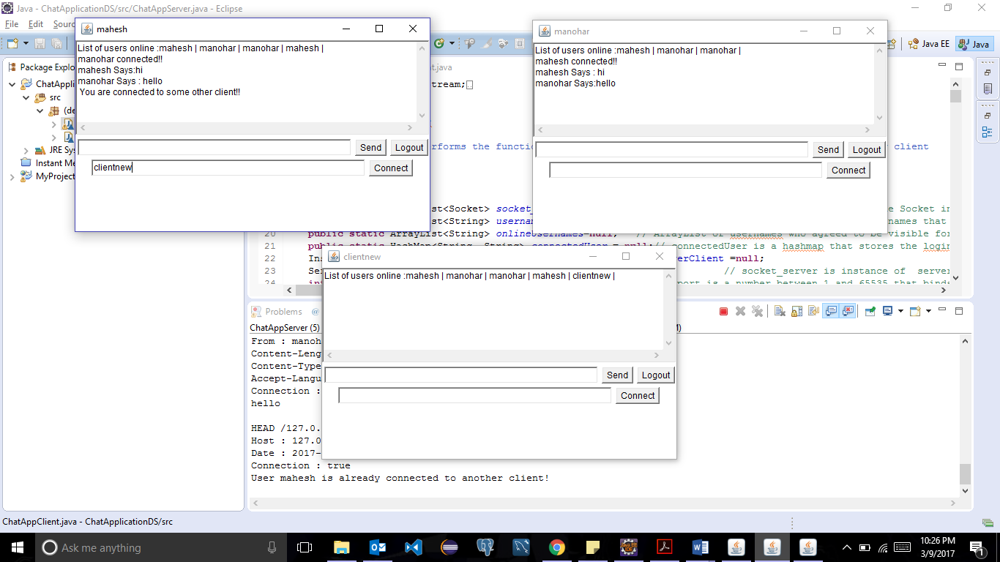 Java - ChatApplicationDS/src/ChatAppServer.java - Eclipse
File Edit
mahesh
List of users online :mahesh | manohar | manohar | mahesh |
manohar connected!!
mahesh Says:hi
manohar Says : hello
You are connected to some other client!!
Send Logout
clientnew
Connect
manohar
List of users online :mahesh | manohar | manohar |
mahesh connected!!
mahesh Says : hi
manohar Says:hello
Send Logout
Connect
Java EE Java
Package Explo
ChatAppli
src
(de
JRE Sys
Instant Me
MyProject
t.java
tream;
rforms the function
client
st<Socket> socket_
e Socket in
st<String> usernam
names that
20 public static ArrayList<String> onlineUsernames=null; // ArrayList of usernames who agreed to be visible for
21 public static HashMap<String, String> connectedUser = null;// connectedUser is a hashmap that stores the login
22 Ins
erClient =null;
23 Ser
// socket_server is instance of serve
24
port is a number between 1 and 65535 that binds
clientnew
List of users online :mahesh | manohar | manohar | mahesh | clientnew |
Send Logout
Connect
Problems @
ChatAppServer (5)
From : manoh
Content-Leng
Content-Type
Accept-Langu
Connection :
hello
HEAD /127.0.
Host : 127.0
Date : 2017-
Connection : true
User mahesh is already connected to another client!
ChatAppClient.java - ChatApplicationDS/src
Ask me anything
10:26 PM
3/9/2017
1